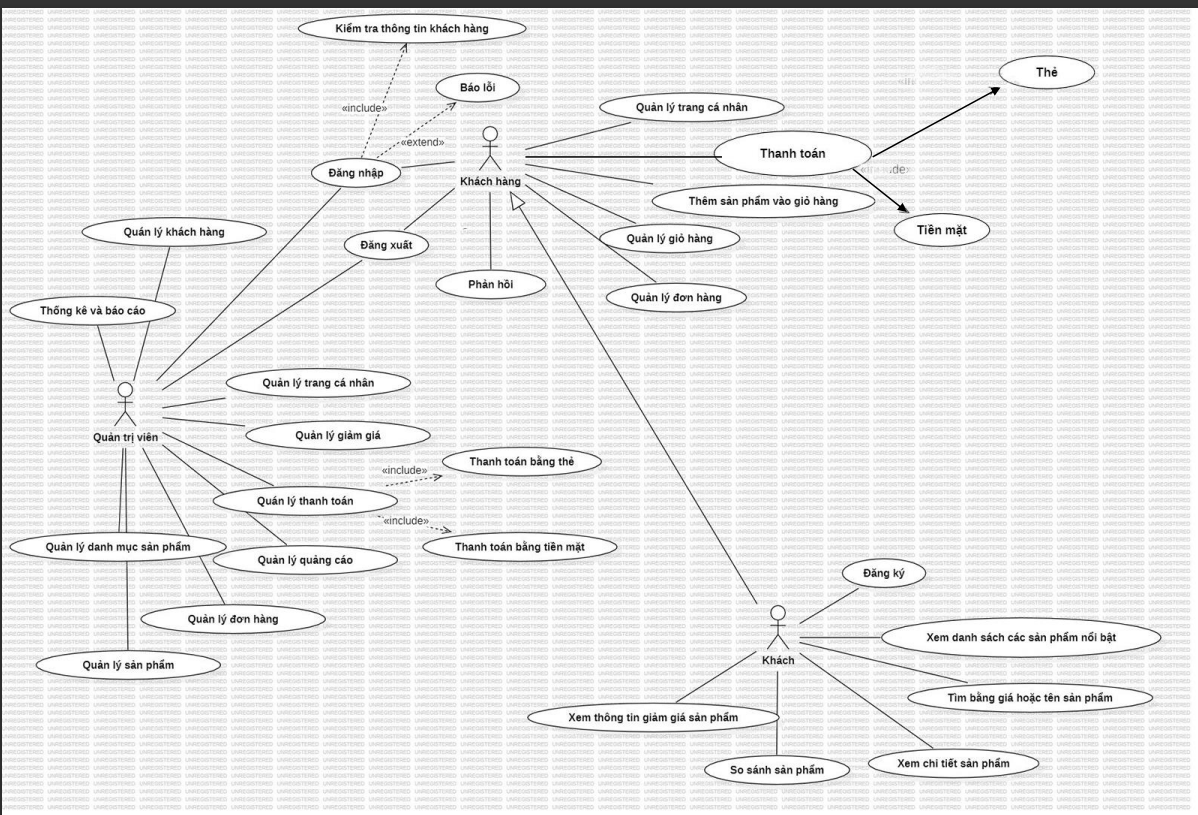 Kiểm tra thông tin khách hàng
Thẻ
Báo lỗi
«include»
Quản lý trang cá nhân
«extend»
Thanh toán
Đăng nhập
Khách hàng
Thêm sản phẩm vào giỏ hàng
Quán lý khách hàng
Đăng xuất
Quản lý giỏ hàng
Tiền mặt
Phản hồi
Quản lý đơn hàng
Thống kê và báo cáo
Quản lý trang cá nhân
Quản trị viên
Quản lý giảm giá
«include»
Thanh toán bằng thẻ
Quán lý thanh toán
«include»
Quản lý danh mục sản phẩm
Thanh toán bằng tiền mặt
Quản lý quảng cáo
Đăng ký
Quản lý đơn hàng
Xem danh sách các sản phẩm nổi bật
Quản lý sản phẩm
Khách
Tìm bằng giá hoặc tên sản phẩm
Xem thông tin giảm giá sản phẩm
So sánh sản phẩm
Xem chi tiết sản phẩm
UNREGISTERED